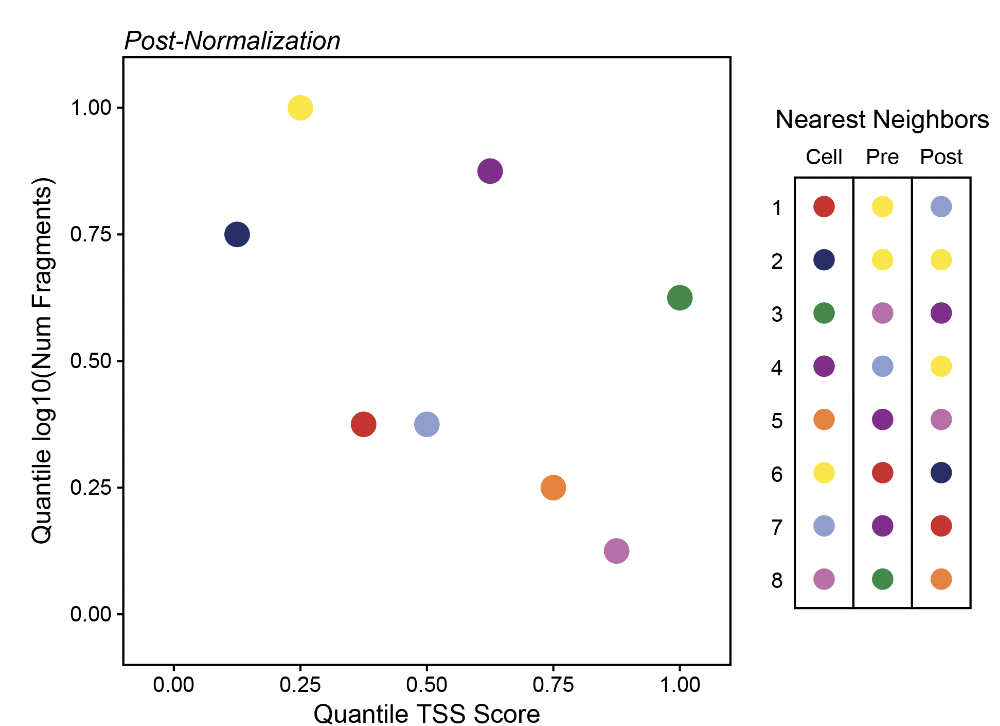 Post-Normalization
1.00
0.75
0.50
0.25
0.00
Quantile log10(Num Fragments)
0.00 0.25 0.50 0.75 1.00
Quantile TSS Score
Nearest Neighbors
Cell Pre Post
1
2
3
4
5
6
7
8